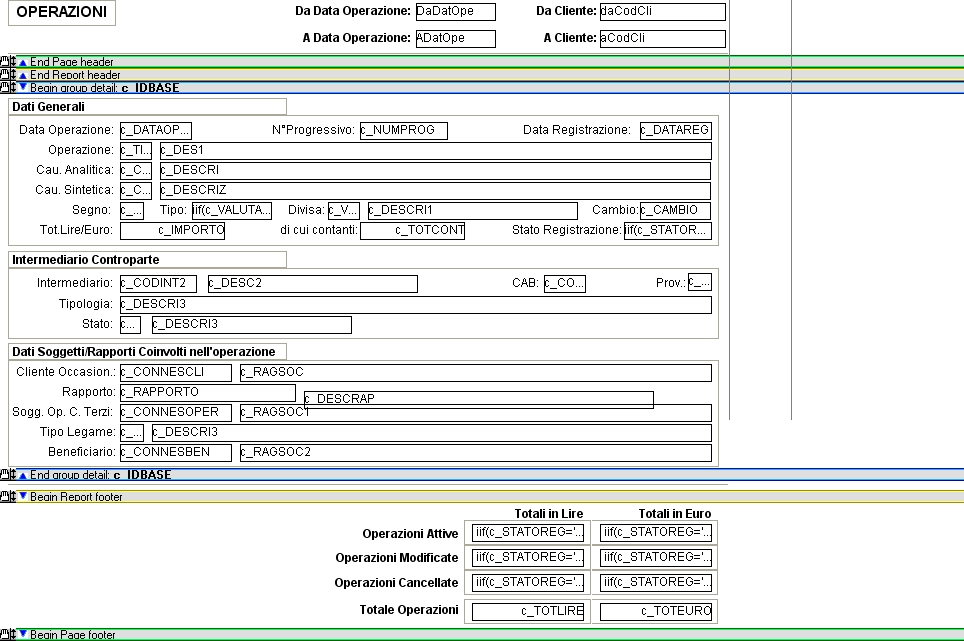 OPERAZIONI Da Data Operazione: DaDatOpe Da Cliente: daCodCli
A Data Operazione: ADatOpe A Cliente: aCodCli
End Page header
End Report header
Begin group detail: c_IDBASE
Dati Generali
Data Operazione: c_DATAOP... N°Progressivo: c_NUMPROG Data Registrazione: c_DATAREG
Operazione: c_TI... c_DES1
Cau. Analitica: c_C... c_DESCRI
Cau. Sintetica: c_C... c_DESCRIZ
Segno: c_... Tipo: iif(c_VALUTA... Divisa: c_V... c_DESCRI1 Cambio: c_CAMBIO
Tot.Lire/Euro: c_IMPORTO di cui contanti: c_TOTCONT Stato Registrazione: iif(c_STATOR...
Intermediario Controparte
Intermediario: c_CODINT2 c_DESC2 CAB: c_CO... Prov.: c_...
Tipologia: c_DESCRI3
Stato: c... c_DESCRI3
Dati Soggetti/Rapporti Coinvolti nell'operazione
Cliente Occasion.: c_CONNESCLI c_RAGSOC
Rapporto: c_RAPPORTO c_DESCRAP
Sogg. Op. C. Terzi: c_CONNESOPER c_RAGSOC1
Tipo Legame: c_... c_DESCRI3
Beneficiario: c_CONNESBEN c_RAGSOC2
End group detail: c_IDBASE
Begin Report footer
Totali in Lire Totali in Euro
Operazioni Attive iif(c_STATOREG='... iif(c_STATOREG='...
Operazioni Modificate iif(c_STATOREG='... iif(c_STATOREG='...
Operazioni Cancellate iif(c_STATOREG='... iif(c_STATOREG='...
Totale Operazioni c_TOTLIRE c_TOTEURO
Begin Page footer